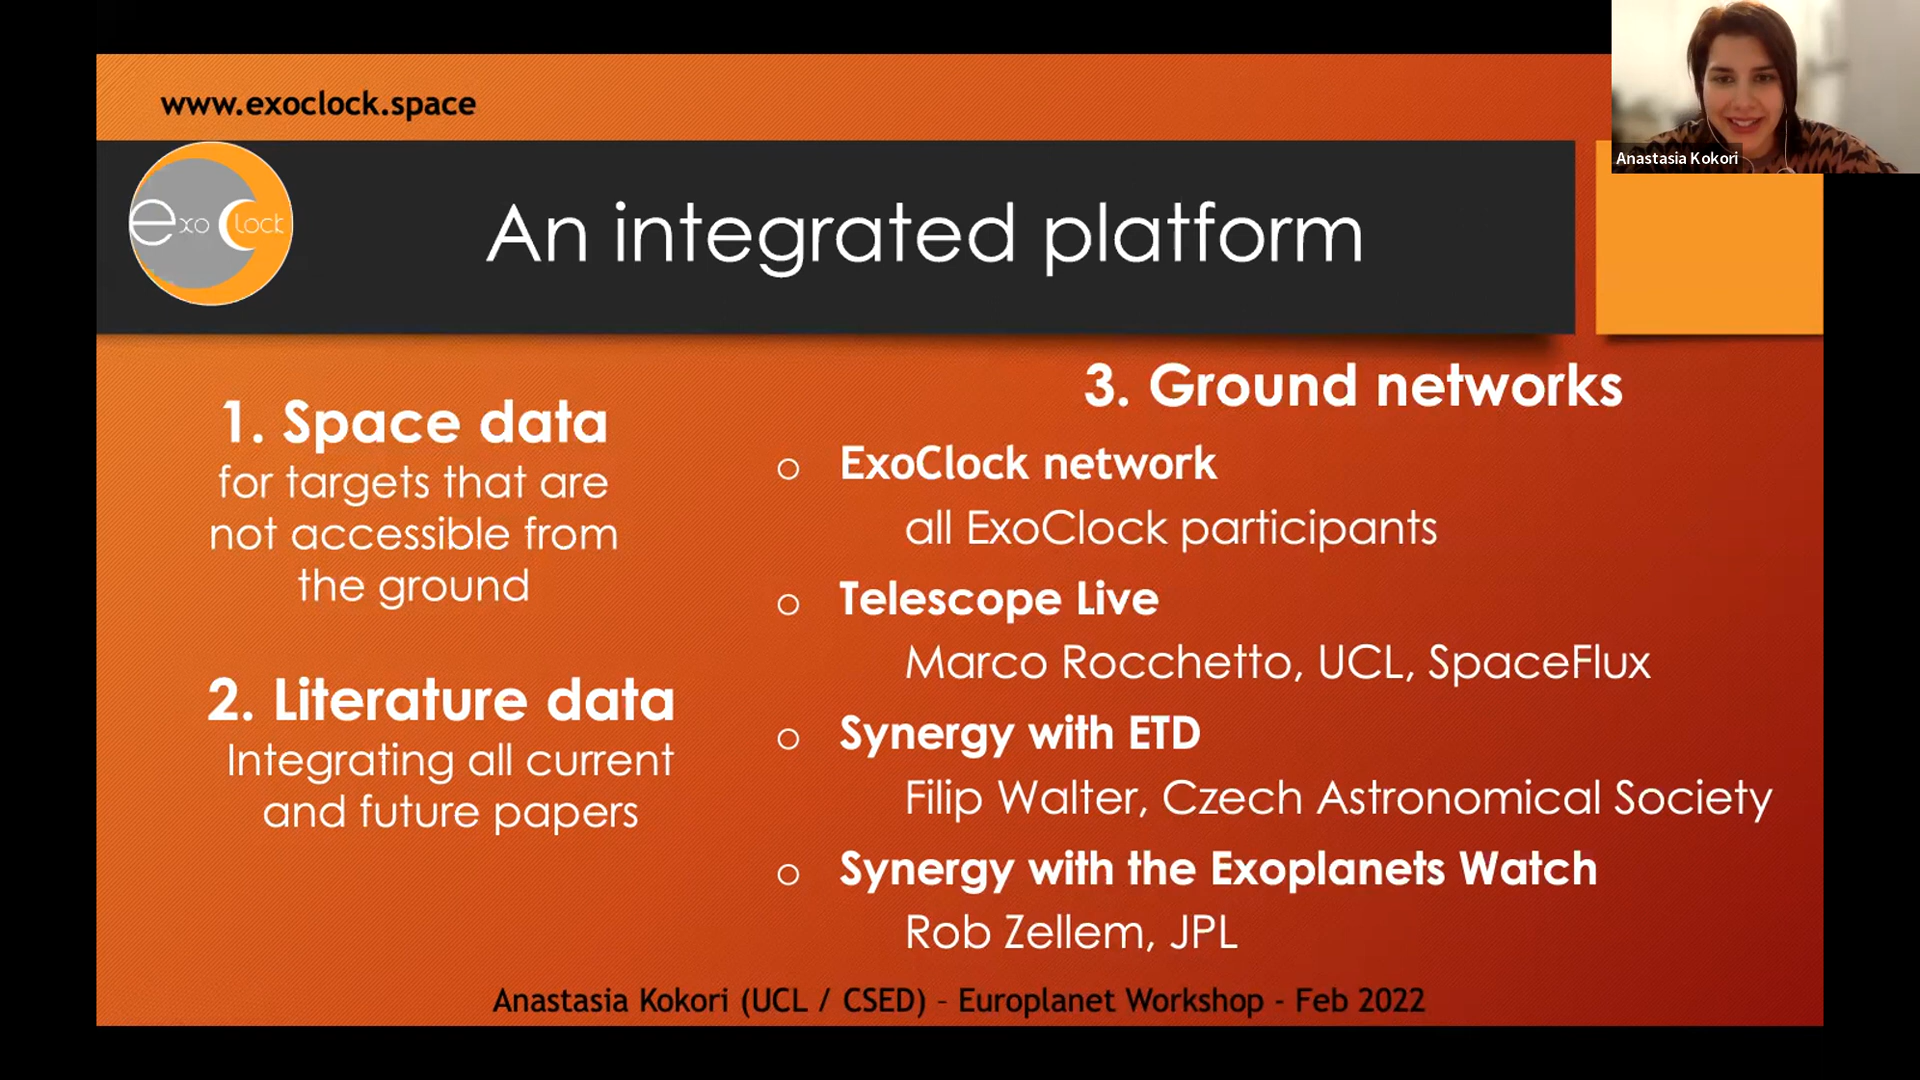 www.exoclock.space
Anastasia Kokori
exo Clock
An integrated platform
1. Space data
for targets that are
not accessible from
the ground
2. Literature data
Integrating all current
and future papers
3. Ground networks
o ExoClock network
all ExoClock participants
o Telescope Live
Marco Rocchetto, UCL, SpaceFlux
o Synergy with ETD
Filip Walter, Czech Astronomical Society
o Synergy with the Exoplanets Watch
Rob Zellem, JPL
Anastasia Kokori (UCL / CSED) – Europlanet Workshop - Feb 2022